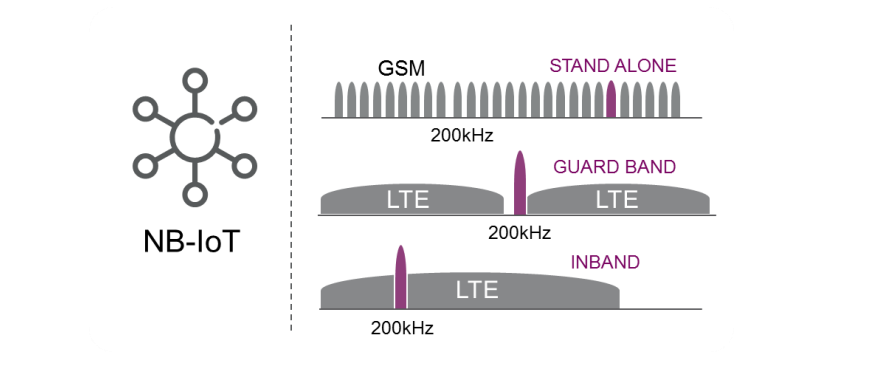 NB-IoT
GSM
STAND ALONE
200kHz
GUARD BAND
LTE
LTE
200kHz
INBAND
LTE
200kHz